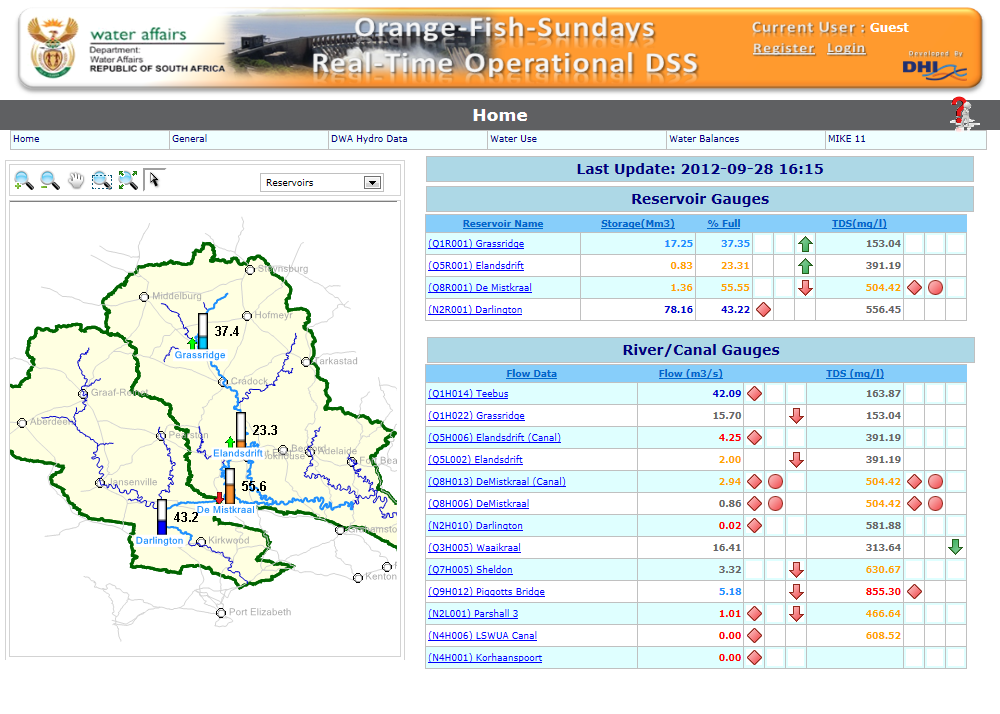 water affairs
Department:
Water Affairs
REPUBLIC OF SOUTH AFRICA
Orange-Fish-Sundays
Real-Time Operational DSS
Current User : Guest
Register Login
Developed By
DHI
Home
Home General DWA Hydro Data Water Use Water Balances MIKE 11
Reservoirs
Steynsburg
Middelburg
Hofmeyr
37.4
Grassridge
Tarkastad
Cradock
Graaf-Rei
Aberdee
23.3
Pearston
Elandsdrift
Adelaide
Fort Bea
Jansenville
55.6
De Mistkraal
43.2
Darlington
Kirkwood
Kenton
Port Elizabeth
Last Update: 2012-09-28 16:15
Reservoir Gauges
Reservoir Name Storage(Mm3) % Full TDS(mg/l)
(Q1R001) Grassridge 17.25 37.35 153.04
(Q5R001) Elandsdrift 0.83 23.31 391.19
(Q8R001) De Mistkraal 1.36 55.55 504.42
(N2R001) Darlington 78.16 43.22 556.45
River/Canal Gauges
Flow Data Flow (m3/s) TDS (mg/l)
(Q1H014) Teebus 42.09 163.87
(Q1H022) Grassridge 15.70 153.04
(Q5H006) Elandsdrift (Canal) 4.25 391.19
(Q5L002) Elandsdrift 2.00 391.19
(Q8H013) DeMistkraal (Canal) 2.94 504.42
(Q8H006) DeMistkraal 0.86 504.42
(N2H010) Darlington 0.02 581.88
(Q3H005) Waaikraal 16.41 313.64
(Q7H005) Sheldon 3.32 630.67
(Q9H012) Piggotts Bridge 5.18 855.30
(N2L001) Parshall 3 1.01 466.64
(N4H006) LSWUA Canal 0.00 608.52
(N4H001) Korhaanspoort 0.00